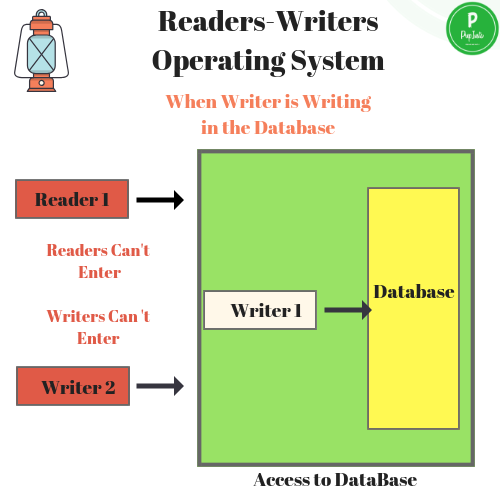 Readers-Writers
Operating System
P
PrepInsta
When Writer is Writing
in the Database
Reader 1
Readers Can't
Enter
Writers Can 't
Enter
Writer 2
Writer 1
Database
Access to DataBase